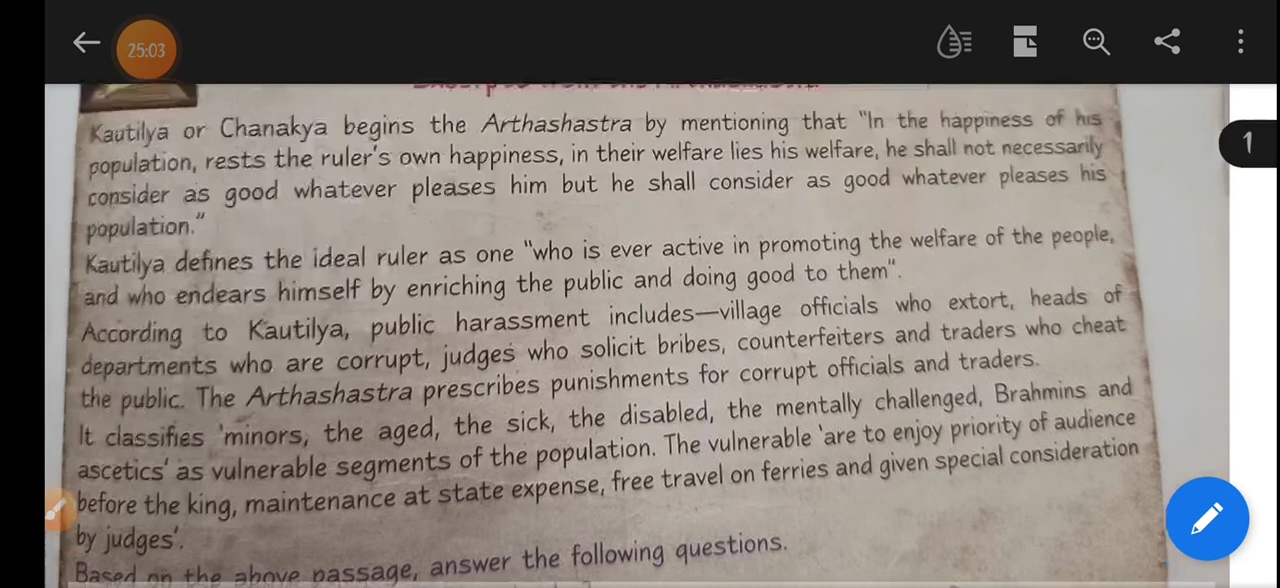 25:03
1
Kautilya or Chanakya begins the Arthashastra by mentioning that "In the happiness of his
population, rests the ruler's own happiness, in their welfare lies his welfare, he shall not necessarily
consider as good whatever pleases him but he shall consider as good whatever pleases his
population."
Kautilya defines the ideal ruler as one "who is ever active in promoting the welfare of the people,
and who endears himself by enriching the public and doing good to them".
According to Kautilya, public harassment includes—village officials who extort, heads of
departments who are corrupt, judges who solicit bribes, counterfeiters and traders who cheat
the public. The Arthashastra prescribes punishments for corrupt officials and traders.
It classifies 'minors, the aged, the sick, the disabled, the mentally challenged, Brahmins and
ascetics' as vulnerable segments of the population. The vulnerable 'are to enjoy priority of audience
before the king, maintenance at state expense, free travel on ferries and given special consideration
by judges'.
Based on the above passage, answer the following questions.